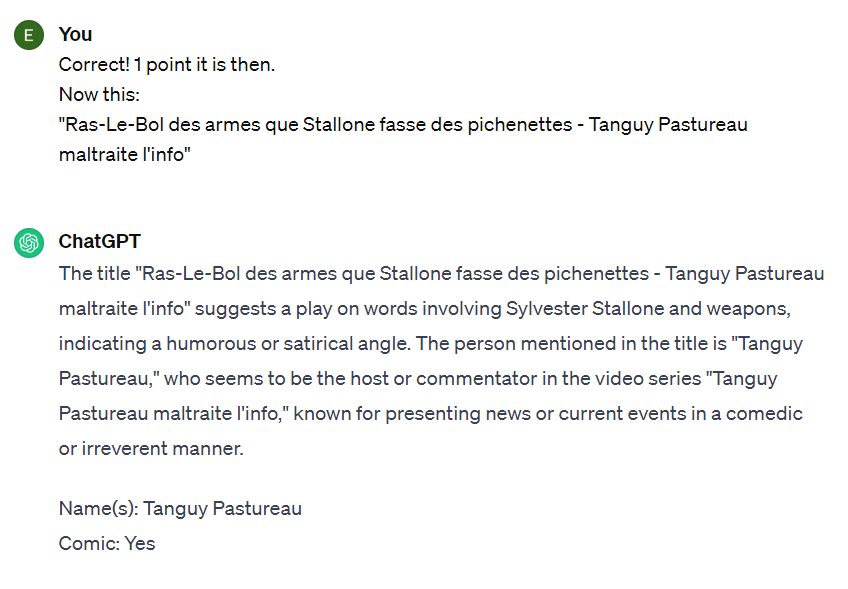 E
You
Correct! 1 point it is then.
Now this:
"Ras-Le-Bol des armes que Stallone fasse des pichenettes - Tanguy Pastureau
maltraite l'info"
ChatGPT
The title "Ras-Le-Bol des armes que Stallone fasse des pichenettes - Tanguy Pastureau
maltraite l'info" suggests a play on words involving Sylvester Stallone and weapons,
indicating a humorous or satirical angle. The person mentioned in the title is "Tanguy
Pastureau," who seems to be the host or commentator in the video series "Tanguy
Pastureau maltraite l'info," known for presenting news or current events in a comedic
or irreverent manner.
Name(s): Tanguy Pastureau
Comic: Yes